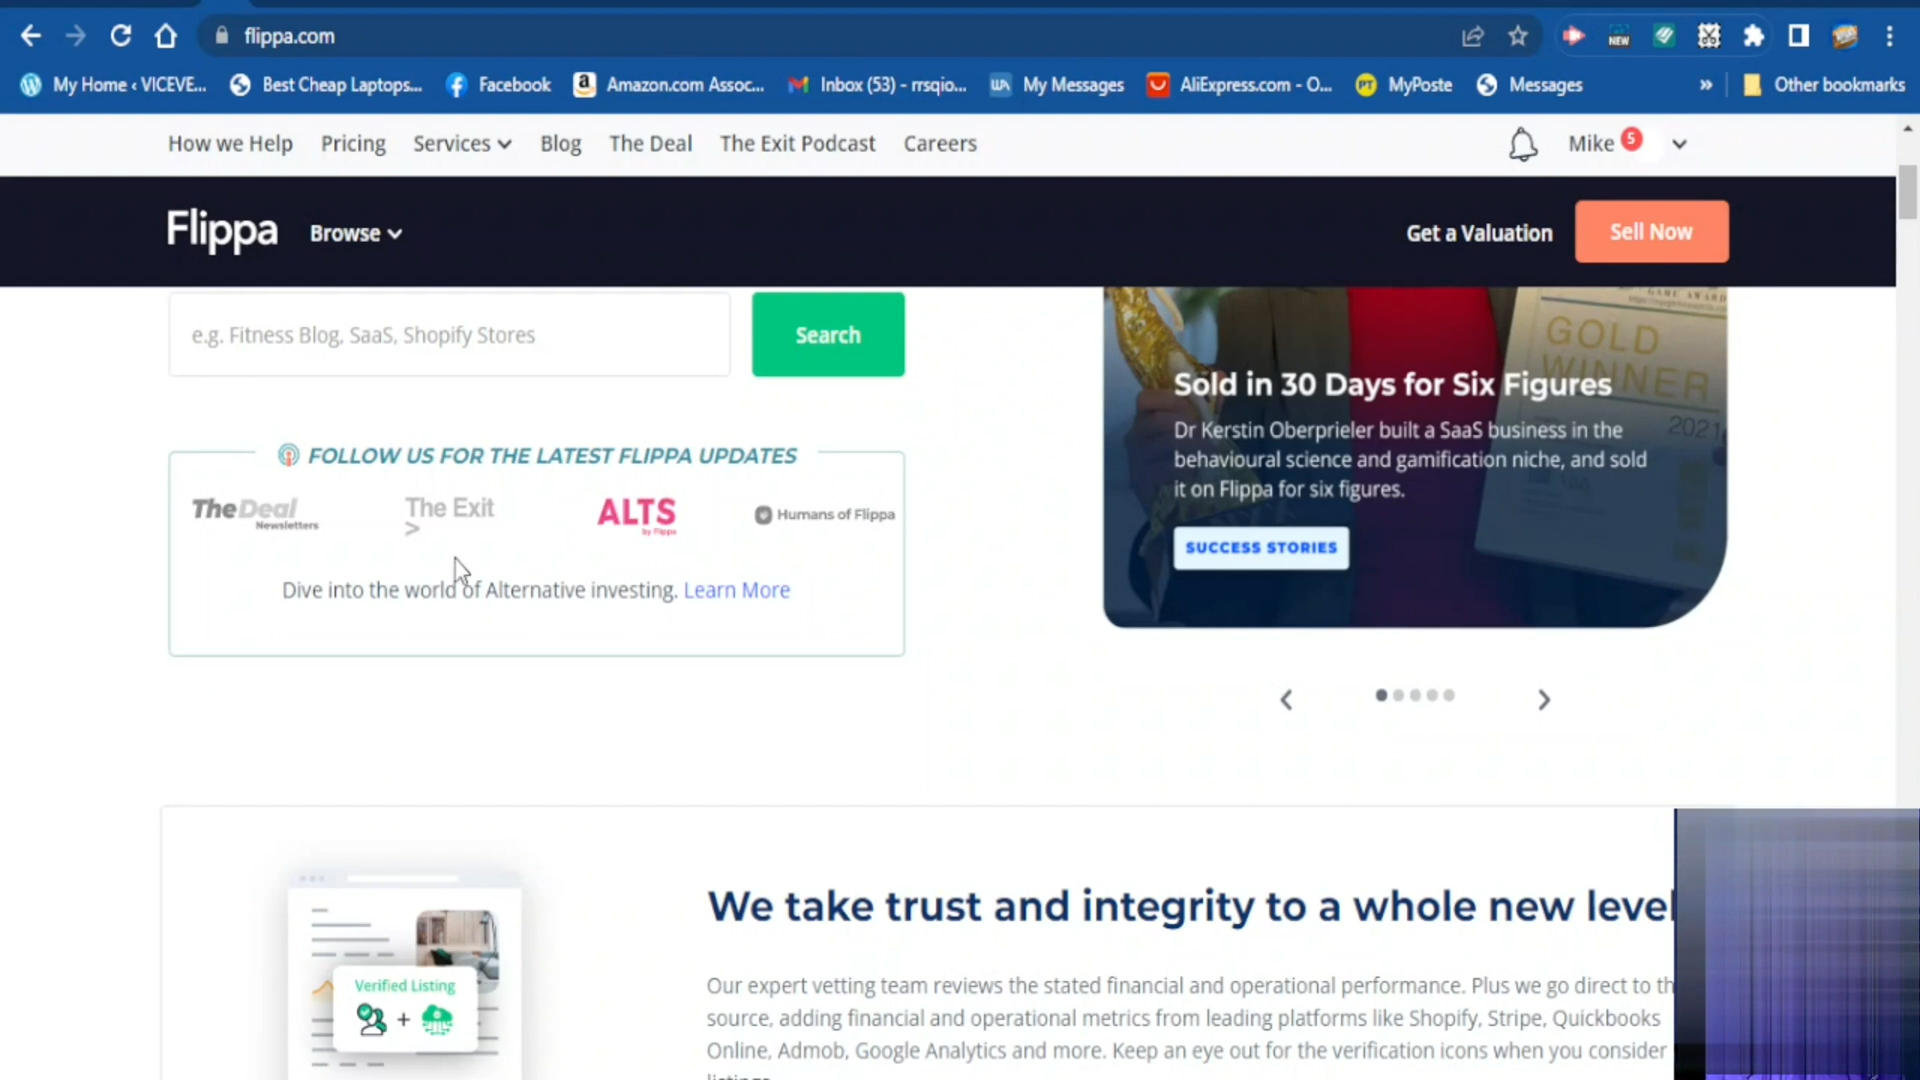 flippa.com
NEW
My Home ‹ VICEVE...
Best Cheap Laptops...
Facebook
Amazon.com Assoc...
Inbox (53) - rrsqio...
My Messages
AliExpress.com - O...
MyPoste
Messages
»
Other bookmarks
How we Help
Pricing
Services
Blog
The Deal
The Exit Podcast
Careers
Mike 5
Flippa
Browse
Get a Valuation
Sell Now
e.g. Fitness Blog, SaaS, Shopify Stores
Search
GOLD
WINNER
2021
Sold in 30 Days for Six Figures
Dr Kerstin Oberprieler built a SaaS business in the
behavioural science and gamification niche, and sold
it on Flippa for six figures.
SUCCESS STORIES
FOLLOW US FOR THE LATEST FLIPPA UPDATES
TheDeal
Newsletters
The Exit
>
ALTS
by Flippa
Humans of Flippa
Dive into the world of Alternative investing. Learn More
Verified Listing
+
We take trust and integrity to a whole new level
Our expert vetting team reviews the stated financial and operational performance. Plus we go direct to th
source, adding financial and operational metrics from leading platforms like Shopify, Stripe, Quickbooks
Online, Admob, Google Analytics and more. Keep an eye out for the verification icons when you consider